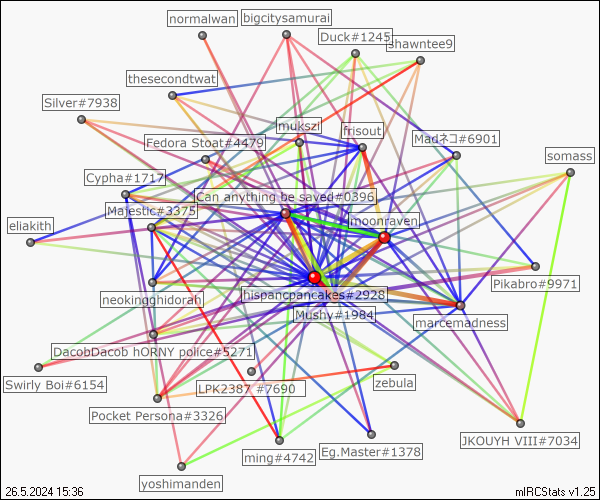 normalwan
bigcitysamurai
Duck#1245
shawntee9
thesecondtwat
Silver#7938
mukszi
frisout
Madネコ#6901
Fedora Stoat#4479
somass
Cypha#1717
Can anything be saved#0396
Majestic#3375
moonraven
eliakith
Pikabro#9971
neokingghidorah
hispancpancakes#2928
Mushy#1984
marcemadness
DacobDacob hORNY police#5271
Swirly Boi#6154
LPK2387 #7690
zebula
Pocket Persona#3326
JKOUYH VIII#7034
ming#4742
Eg.Master#1378
yoshimanden
26.5.2024 15:36
mIRCStats v1.25